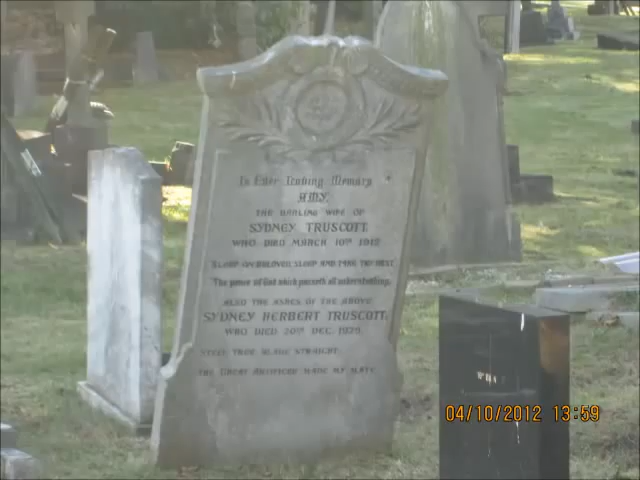 In Ever Loving Memory
AMY,
THE DARLING WIFE OF
SYDNEY TRUSCOTT
WHO DIED MARCH 10TH 1912
SLEEP ON BELOVED, SLEEP AND TAKE THY REST
"The peace of God which passeth all understanding.
ALSO THE ASHES OF THE ABOVE
SYDNEY HERBERT TRUSCOTT,
WHO DIED 20TH DEC. 1929.
STEEL TRUE BLADE STRAIGHT
THE GREAT ARTIFICER MADE MY MATE.
04/10/2012 13:59